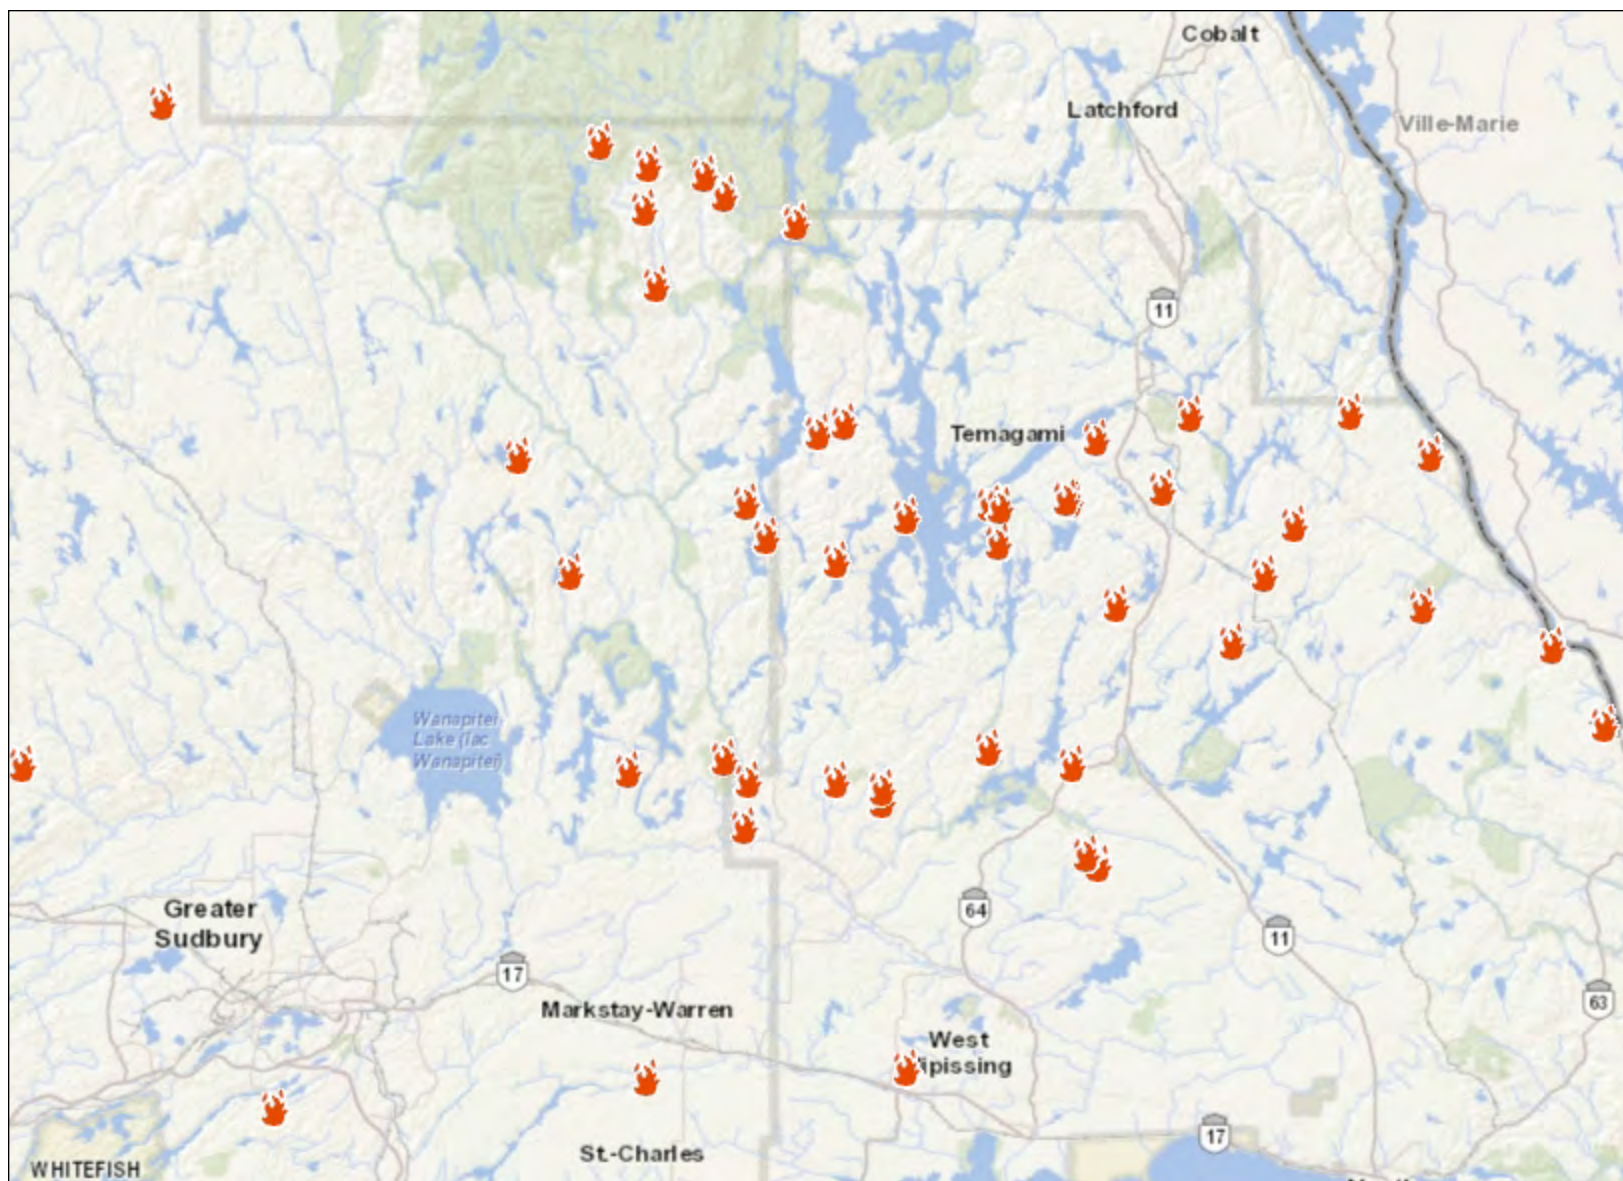 Cobalt
Latchford
Ville-Marie
11
Temagami
Wanapitei
Lake (lac
Wanapitei)
Greater
Sudbury
64
11
17
63
Markstay-Warren
West
ipissing
17
St.-Charles
WHITEFISH